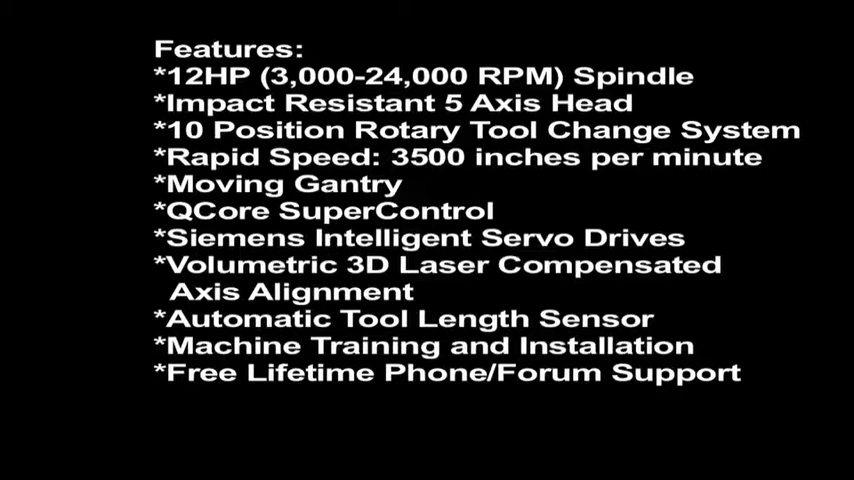 Features:
*12HP (3,000-24,000 RPM) Spindle
*Impact Resistant 5 Axis Head
*10 Position Rotary Tool Change System
*Rapid Speed: 3500 inches per minute
*Moving Gantry
*QCore SuperControl
*Siemens Intelligent Servo Drives
*Volumetric 3D Laser Compensated
Axis Alignment
*Automatic Tool Length Sensor
*Machine Training and Installation
*Free Lifetime Phone/Forum Support